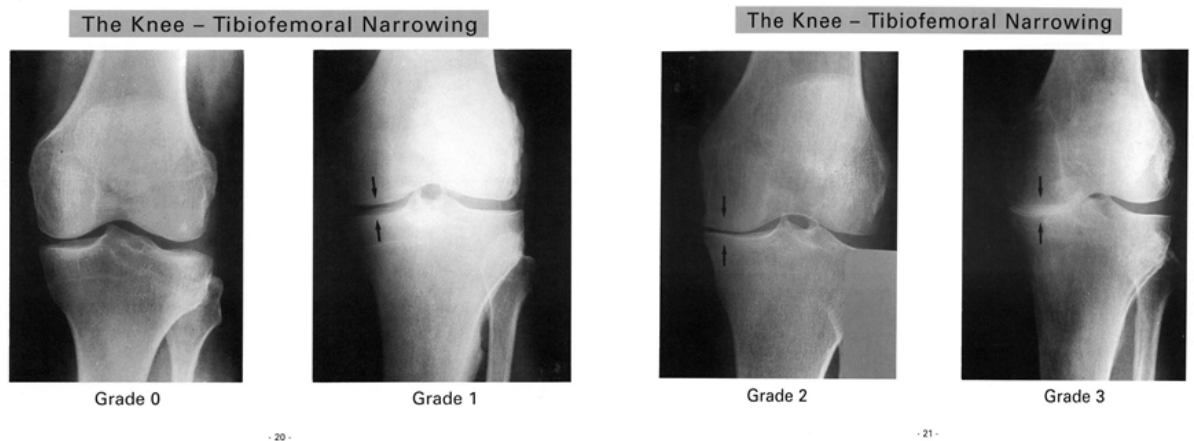 The Knee – Tibiofemoral Narrowing
Grade 0
Grade 1
- 20 -
The Knee – Tibiofemoral Narrowing
Grade 2
Grade 3
- 21 -